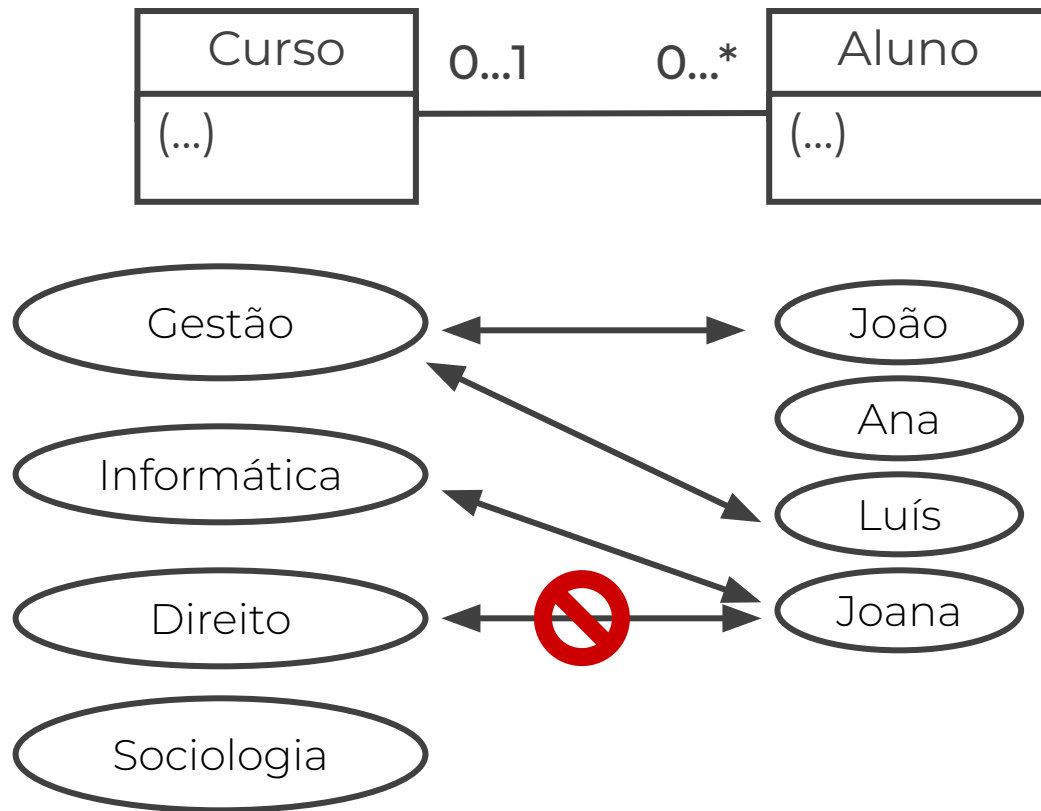 Curso
0...1
0...*
Aluno
(...)
(...)
Gestão
João
Ana
Informática
Luís
Direito
Joana
Sociologia